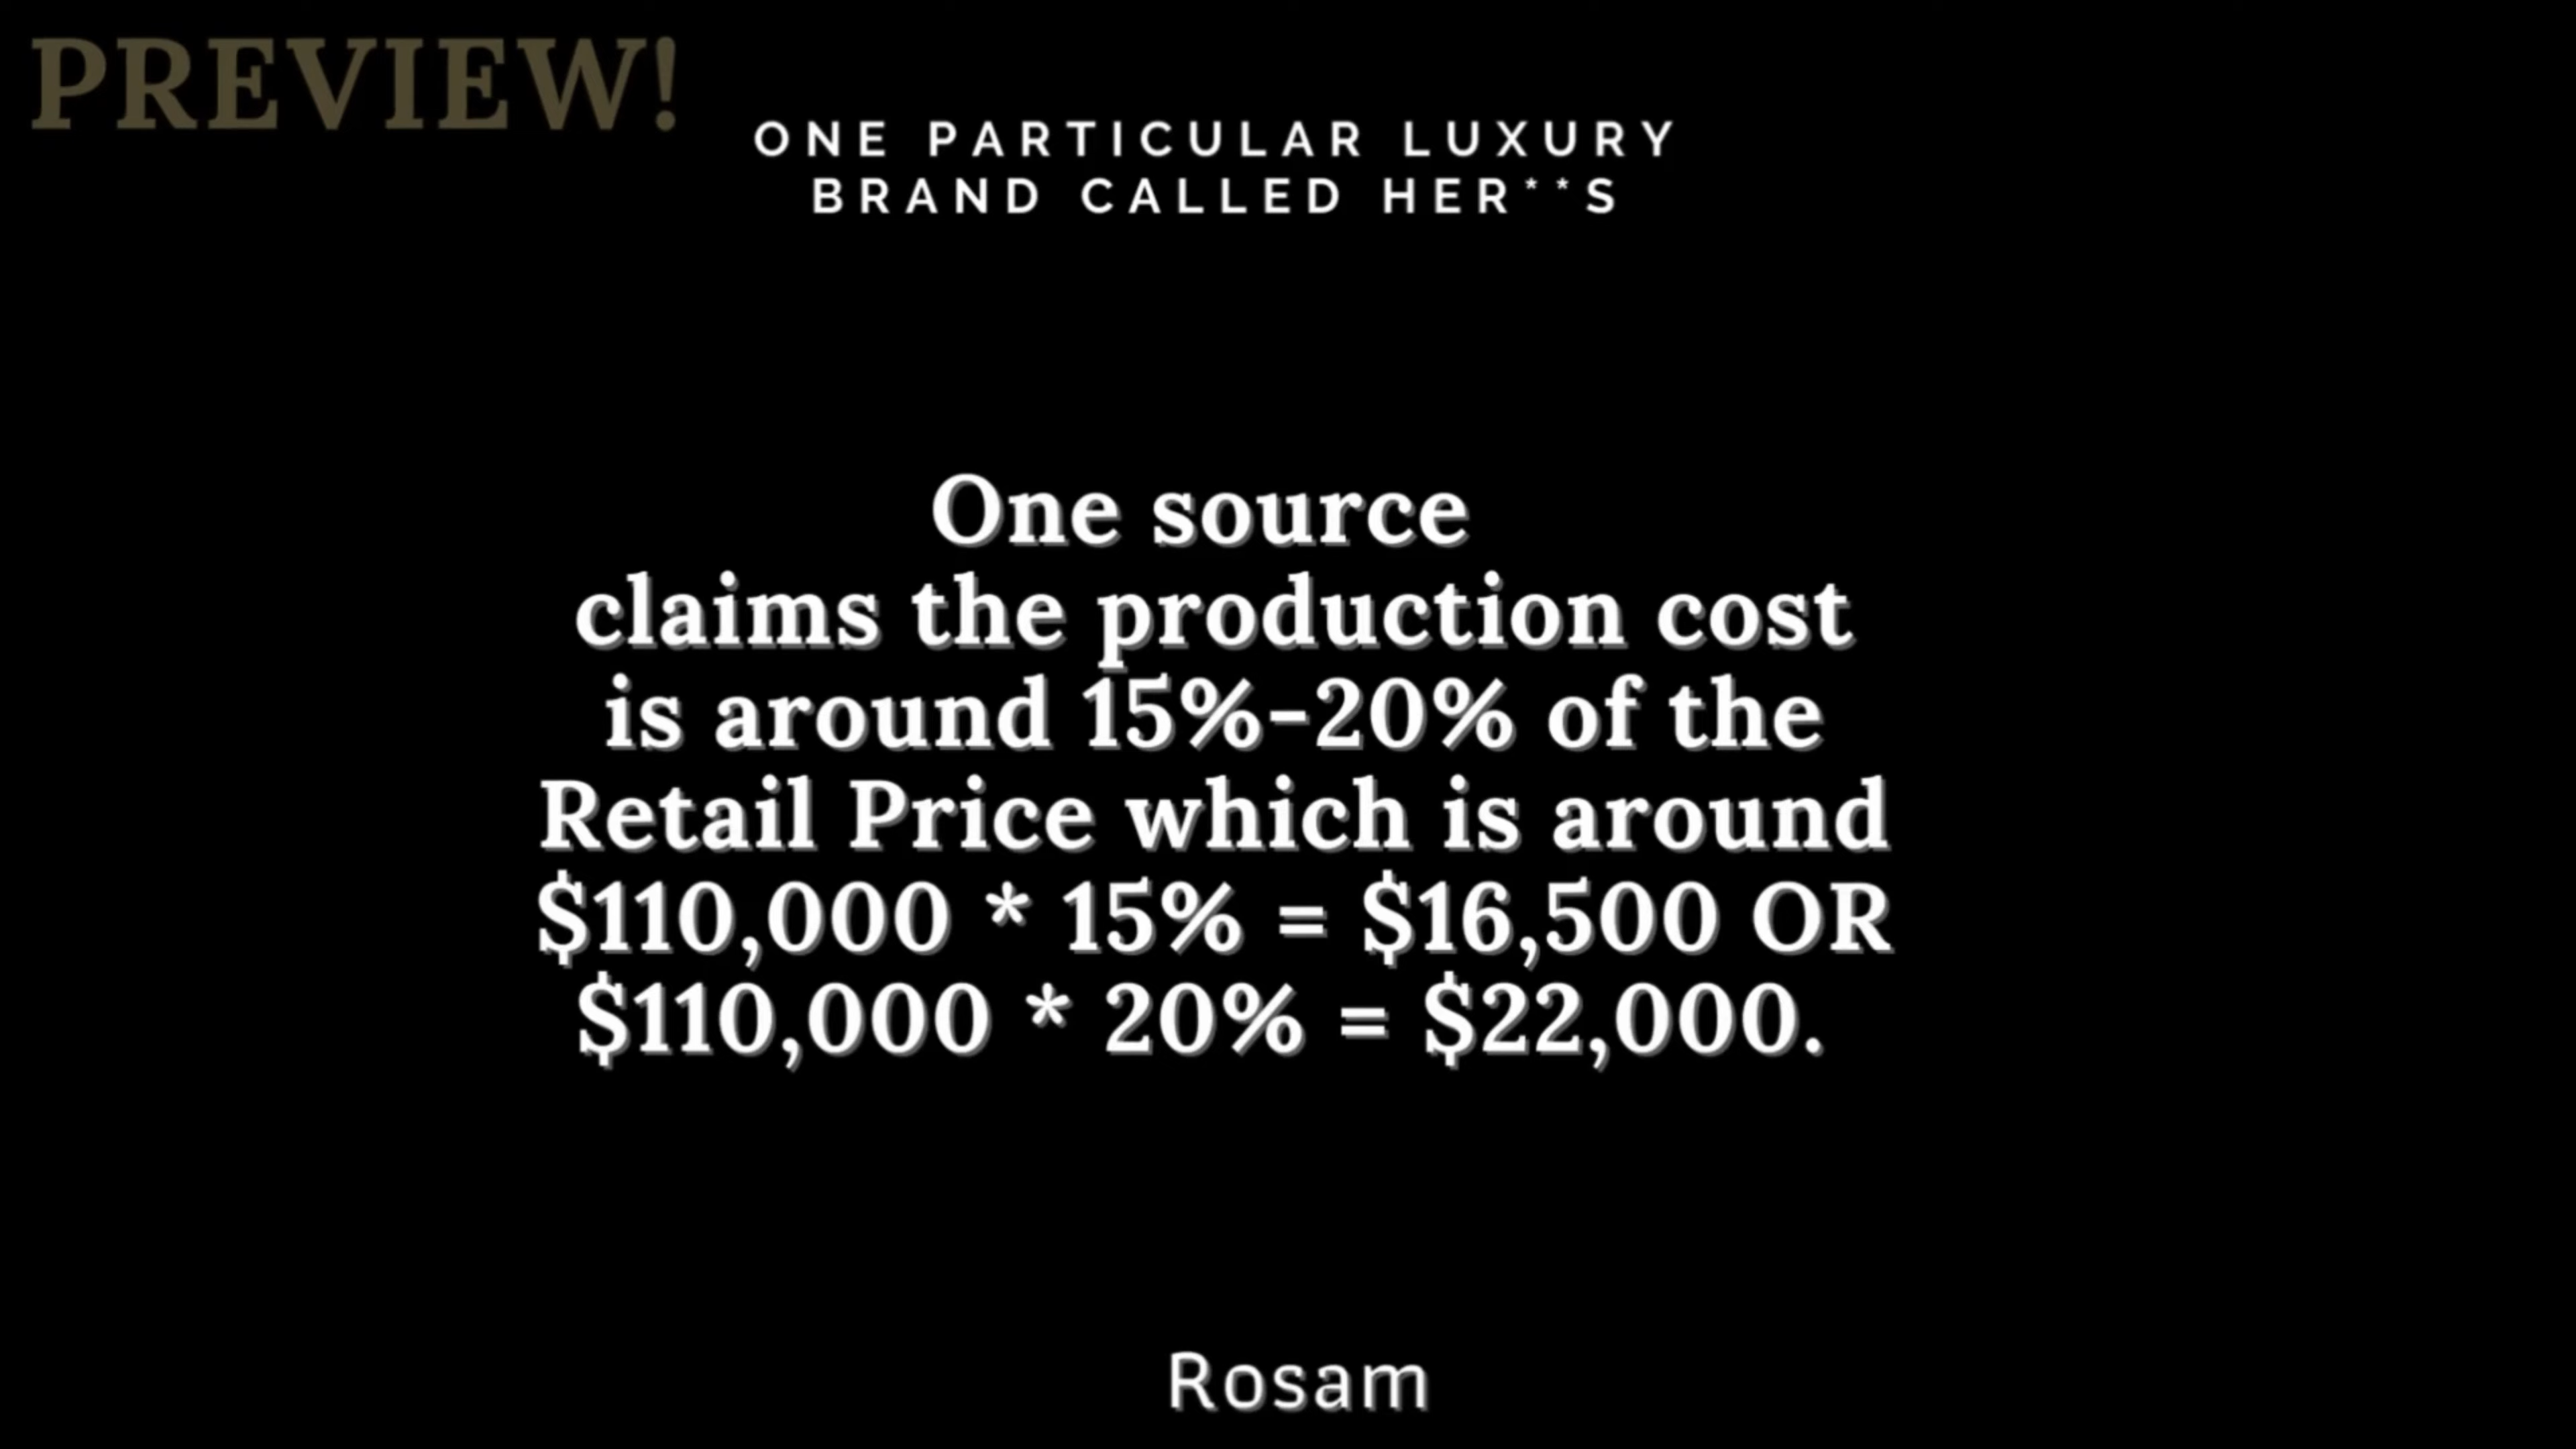 PREVIEW!
ONE PARTICULAR LUXURY
BRAND CALLED HER**S
One source
claims the production cost
is around 15%-20% of the
Retail Price which is around
$110,000 * 15% = $16,500 OR
$110,000 * 20% = $22,000.
Rosam